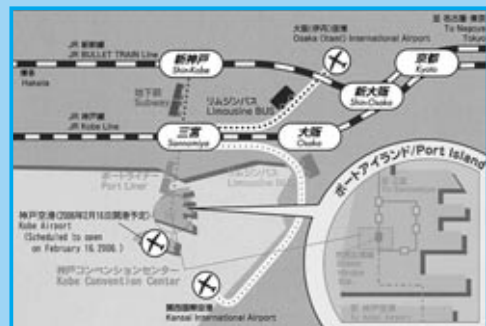 JR 新幹線
JR BULLET TRAIN Line
博多
Hakata
新神戸
Shin-Kobe
大阪(伊丹)空港
Osaka (Itami) International Airport
至 名古屋・東京
To Nagoya
Tokyo
京都
Kyoto
新大阪
Shin-Osaka
地下鉄
Subway
リムジンバス
Limousine BUS
JR 神戸線
JR Kobe Line
三宮
Sannomiya
大阪
Osaka
ポートライナー
Port Liner
リムジンバス
Limousine BUS
ポートアイランド/Port Island
神戸空港(2006年2月16日開港予定)
Kobe Airport
(Scheduled to open
on February 16, 2006.)
神戸コンベンションセンター
Kobe Convention Center
関西国際空港
Kansai International Airport